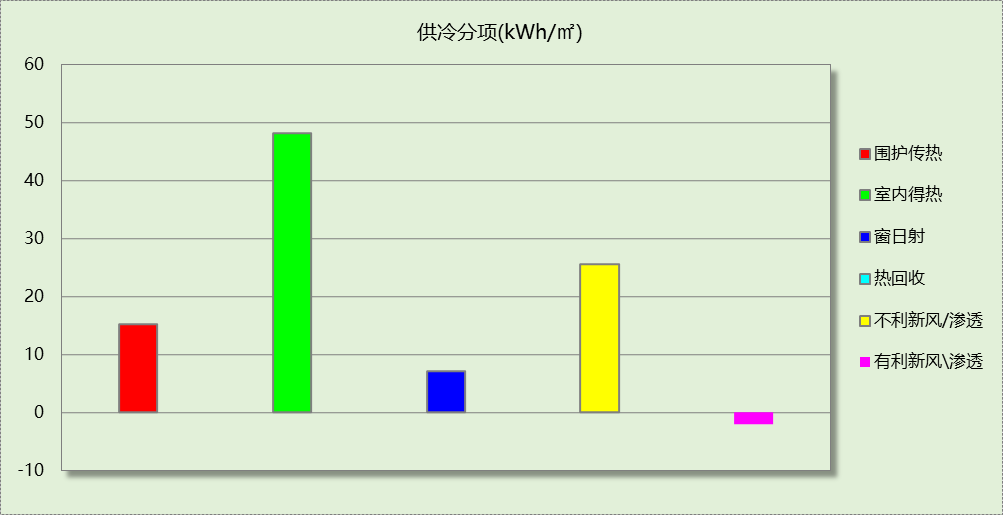 供冷分项(kWh/㎡)
60
50
40
30
20
10
0
-10
围护传热
室内得热
窗日射
热回收
不利新风/渗透
有利新风\渗透